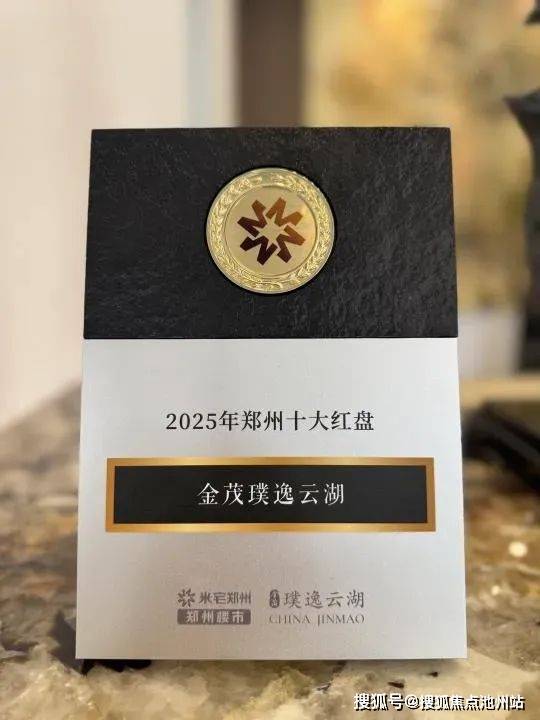 2025年郑州十大红盘
金茂璞逸云湖
米宅郑州
郑州楼市
璞逸云湖
CHINA JINMAO
搜狐号@搜狐焦点池州站